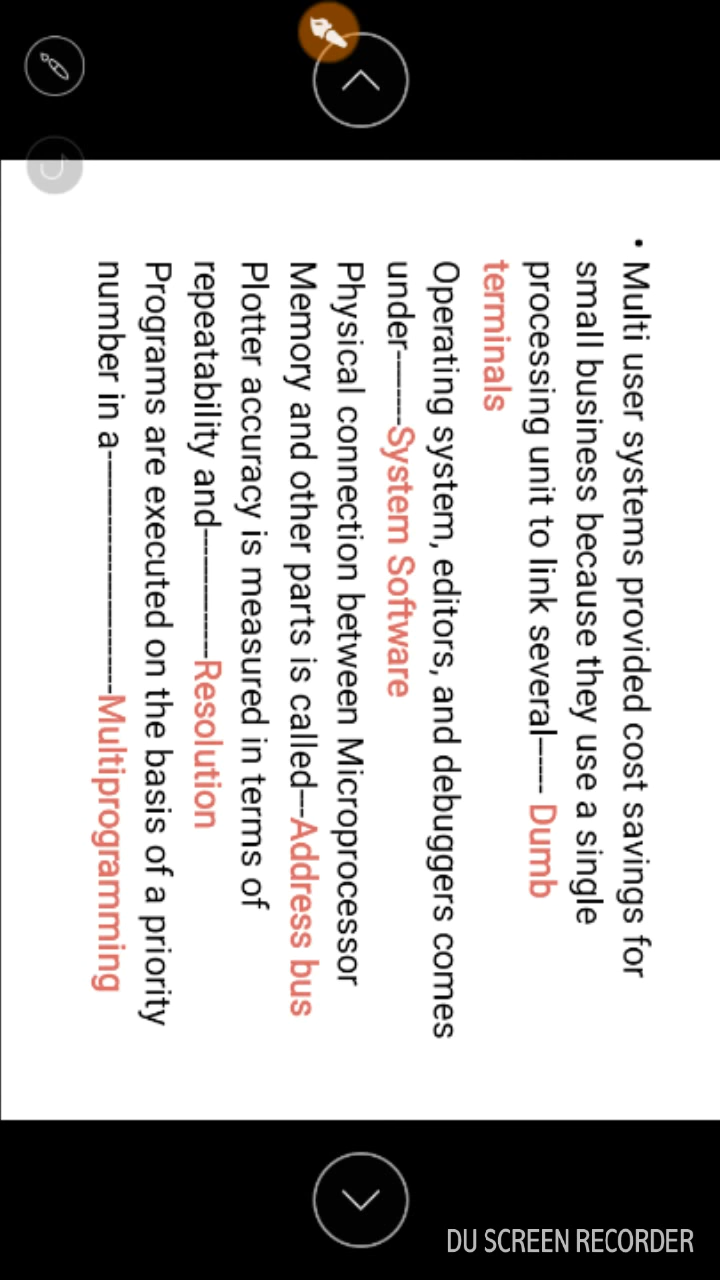 • Multi user systems provided cost savings for
small business because they use a single
processing unit to link several------ Dumb
terminals
Operating system, editors, and debuggers comes
under--------System Software
Physical connection between Microprocessor
Memory and other parts is called---Address bus
Plotter accuracy is measured in terms of
repeatability and--------------Resolution
Programs are executed on the basis of a priority
number in a--------------------------Multiprogramming
DU SCREEN RECORDER